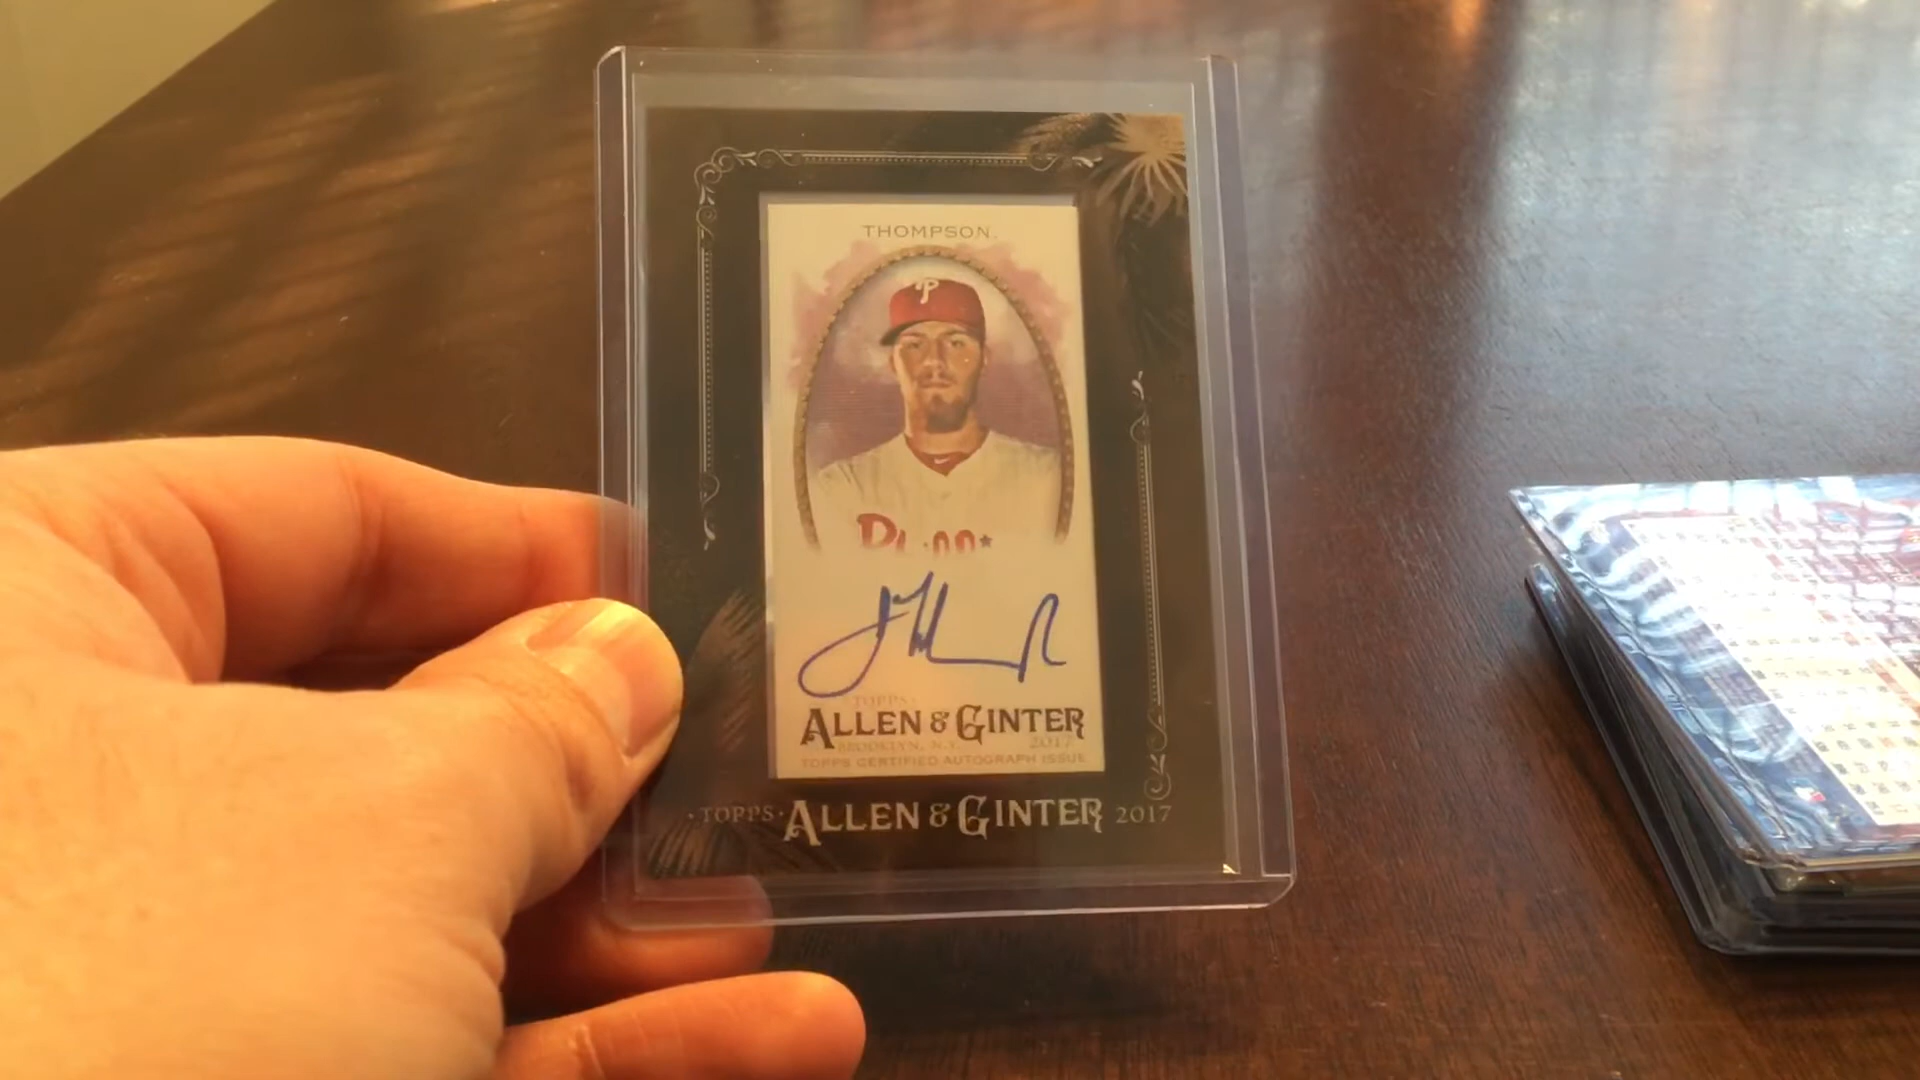 THOMPSON
P
TOPPS
ALLEN & GINTER
BROOKLYN, N.Y. 2017
TOPPS CERTIFIED AUTOGRAPH ISSUE
·TOPPS· ALLEN & GINTER 2017